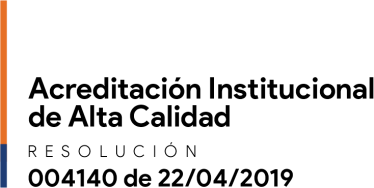 Acreditación Institucional
de Alta Calidad
RESOLUCIÓN
004140 de 22/04/2019